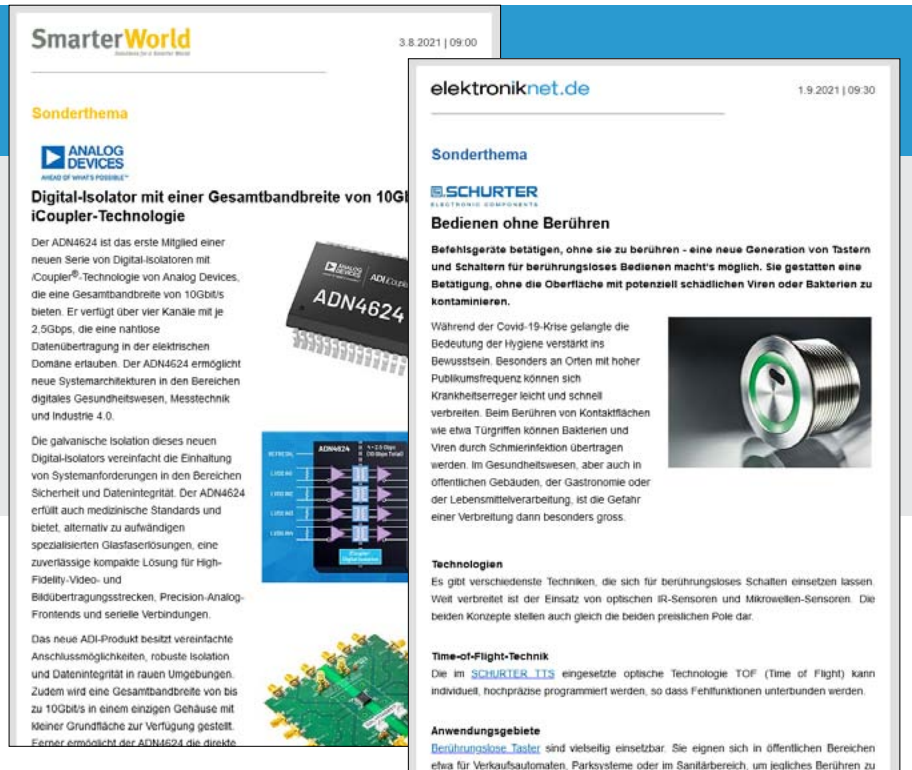 SmarterWorld
Solutions for a Smarter World
3.8.2021 | 09:00
Sonderthema
ANALOG
DEVICES
AHEAD OF WHAT'S POSSIBLE™
Digital-Isolator mit einer Gesamtbandbreite von
iCoupler-Technologie
Der ADN4624 ist das erste Mitglied einer
neuen Serie von Digital-Isolatoren mit
iCoupler®-Technologie von Analog Devices,
die eine Gesamtbandbreite von 10Gbit/s
bieten. Er verfügt über vier Kanäle mit je
2,5Gbps, die eine nahtlose
Datenübertragung in der elektrischen
Domäne erlauben. Der ADN4624 ermöglicht
neue Systemarchitekturen in den Bereichen
digitales Gesundheitswesen, Messtechnik
und Industrie 4.0.
ANALOG
DEVICES
ADN4624
Die galvanische Isolation dieses neuen
Digital-Isolators vereinfacht die Einhaltung
von Systemanforderungen in den Bereichen
Sicherheit und Datenintegrität. Der ADN4624
erfüllt auch medizinische Standards und
bietet, alternativ zu aufwändigen
spezialisierten Glasfaserlösungen, eine
zuverlässige kompakte Lösung für High-
Fidelity-Video- und
Bildübertragungsstrecken, Precision-Analog-
Frontends und serielle Verbindungen.
ADN4624
Das neue ADI-Produkt besitzt vereinfachte
Anschlussmöglichkeiten, robuste Isolation
und Datenintegrität in rauen Umgebungen.
Zudem wird eine Gesamtbandbreite von bis
zu 10Gbit/s in einem einzigen Gehäuse mit
kleiner Grundfläche zur Verfügung gestellt.
Ferner ermöglicht der ADN4624 die direkte
elektroniknet.de
1.9.2021 | 09:30
Sonderthema
SCHURTER
ELECTRONIC COMPONENTS
Bedienen ohne Berühren
Befehlsgeräte betätigen, ohne sie zu berühren - eine neue Generation von Tastern
und Schaltern für berührungsloses Bedienen macht's möglich. Sie gestatten eine
Betätigung, ohne die Oberfläche mit potenziell schädlichen Viren oder Bakterien zu
kontaminieren.
Während der Covid-19-Krise gelangte die
Bedeutung der Hygiene verstärkt ins
Bewusstsein. Besonders an Orten mit hoher
Publikumsfrequenz können sich
Krankheitserreger leicht und schnell
verbreiten. Beim Berühren von Kontaktflächen
wie etwa Türgriffen können Bakterien und
Viren durch Schmierinfektion übertragen
werden. Im Gesundheitswesen, aber auch in
öffentlichen Gebäuden, der Gastronomie oder
der Lebensmittelverarbeitung, ist die Gefahr
einer Verbreitung dann besonders gross.
Technologien
Es gibt verschiedenste Techniken, die sich für berührungsloses Schalten einsetzen lassen.
Weit verbreitet ist der Einsatz von optischen IR-Sensoren und Mikrowellen-Sensoren. Die
beiden Konzepte stellen auch gleich die beiden preislichen Pole dar.
Time-of-Flight-Technik
Die im SCHURTER TTS eingesetzte optische Technologie TOF (Time of Flight) kann
individuell, hochpräzise programmiert werden, so dass Fehlfunktionen unterbunden werden.
Anwendungsgebiete
Berührungslose Taster sind vielseitig einsetzbar. Sie eignen sich in öffentlichen Bereichen
etwa für Verkaufsautomaten, Parksysteme oder im Sanitärbereich, um jegliches Berühren zu